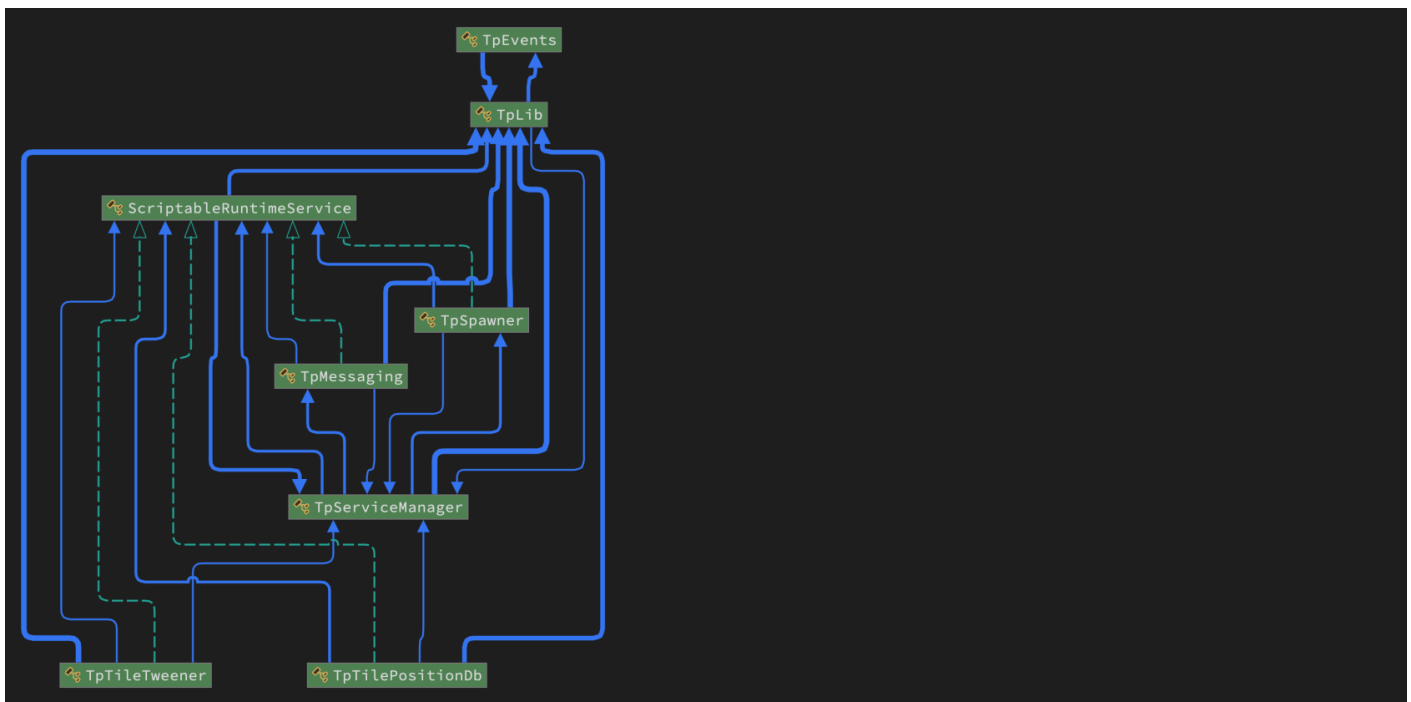 TpEvents
TpLib
ScriptableRuntimeService
TpSpawner
TpMessaging
TpServiceManager
TpTileTweener
TpTilePositionDb